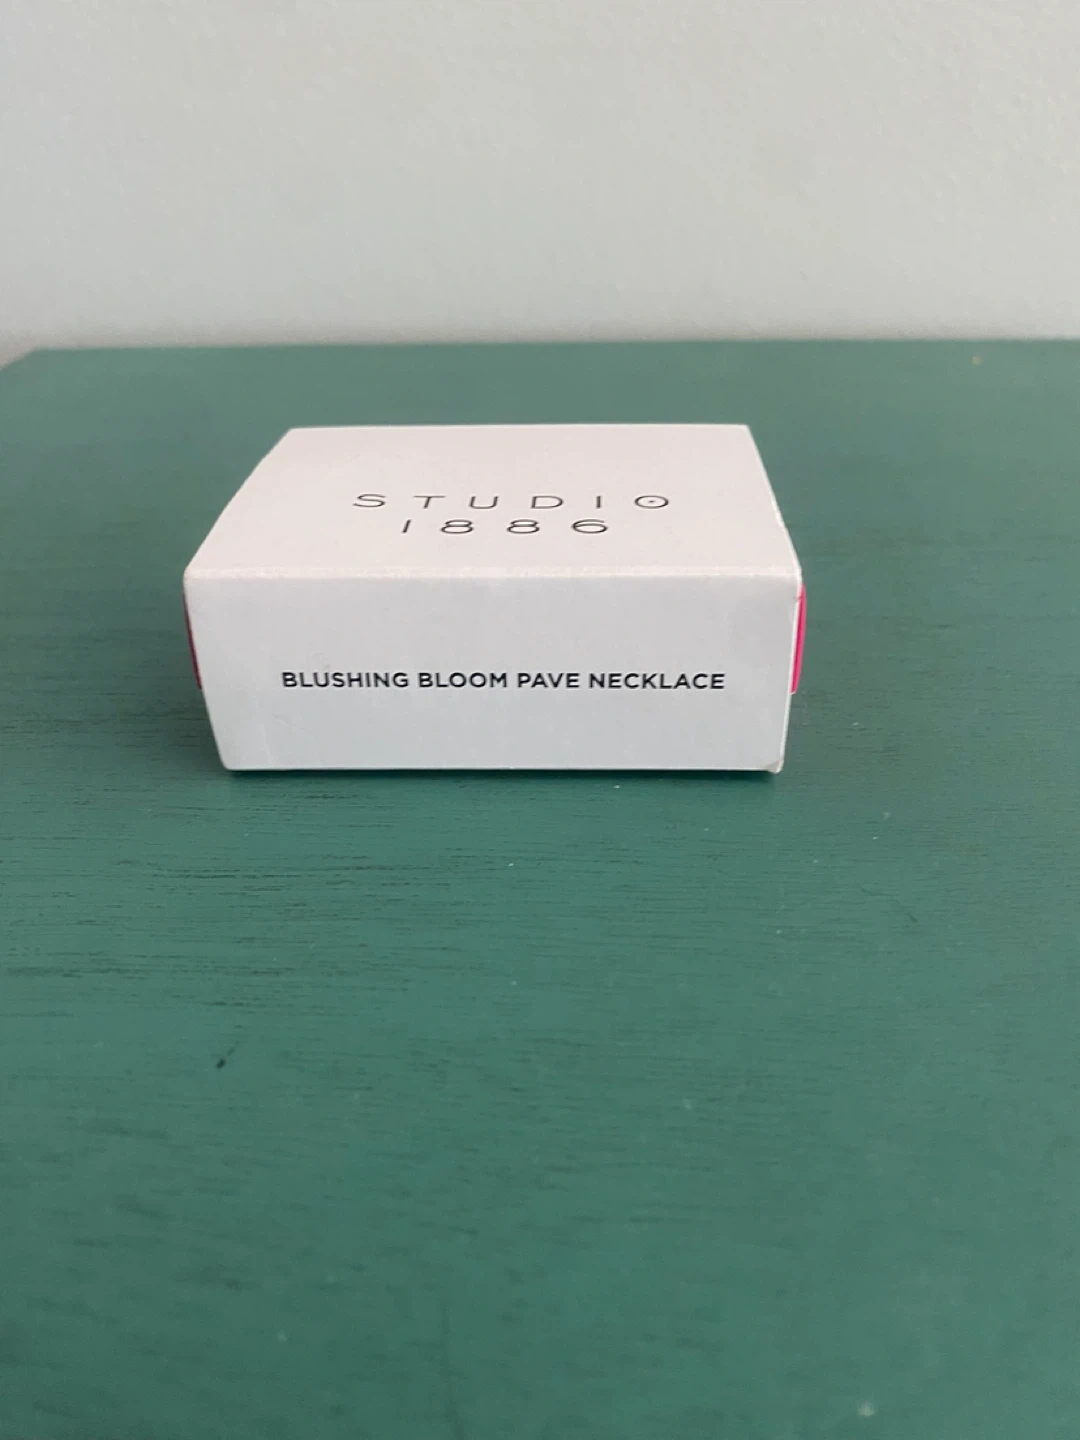 STUDIO
1886
BLUSHING BLOOM PAVE NECKLACE